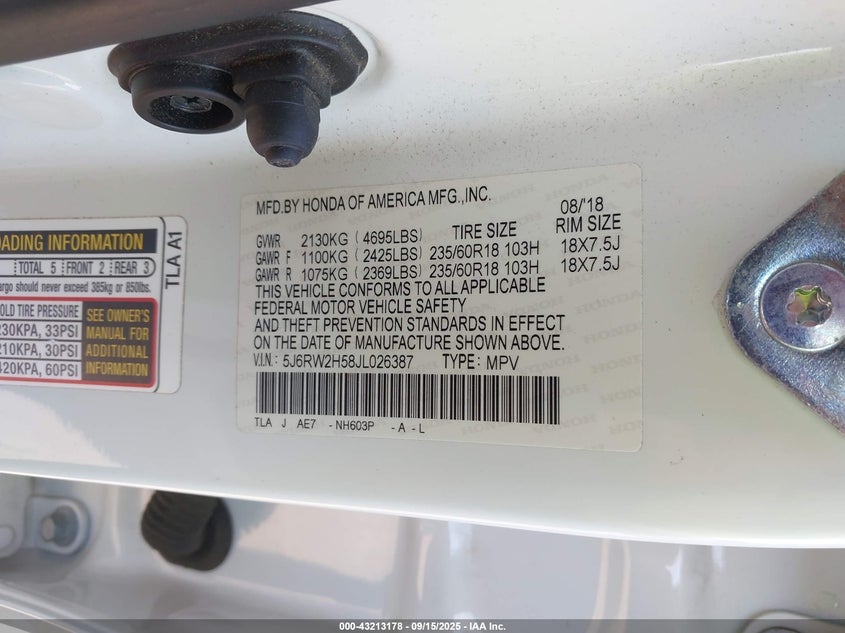 MFD.BY HONDA OF AMERICA MFG.,INC.
08/'18
GVWR 2130KG (4695LBS) TIRE SIZE RIM SIZE
GAWR F 1100KG (2425LBS) 235/60R18 103H 18X7.5J
GAWR R 1075KG (2369LBS) 235/60R18 103H 18X7.5J
THIS VEHICLE CONFORMS TO ALL APPLICABLE
FEDERAL MOTOR VEHICLE SAFETY
AND THEFT PREVENTION STANDARDS IN EFFECT
ON THE DATE OF MANUFACTURE SHOWN ABOVE.
V.I.N.: 5J6RW2H58JL026387 TYPE: MPV
TLA J AE7 -NH603P -A -L
OADING INFORMATION
TOTAL 5 FRONT 2 REAR 3
argo should never exceed 385kg or 850lbs.
OLD TIRE PRESSURE
230KPA, 33PSI
210KPA, 30PSI
420KPA, 60PSI
SEE OWNER'S
MANUAL FOR
ADDITIONAL
INFORMATION
TLA A1
000-43213178 - 09/15/2025 - IAA Inc.